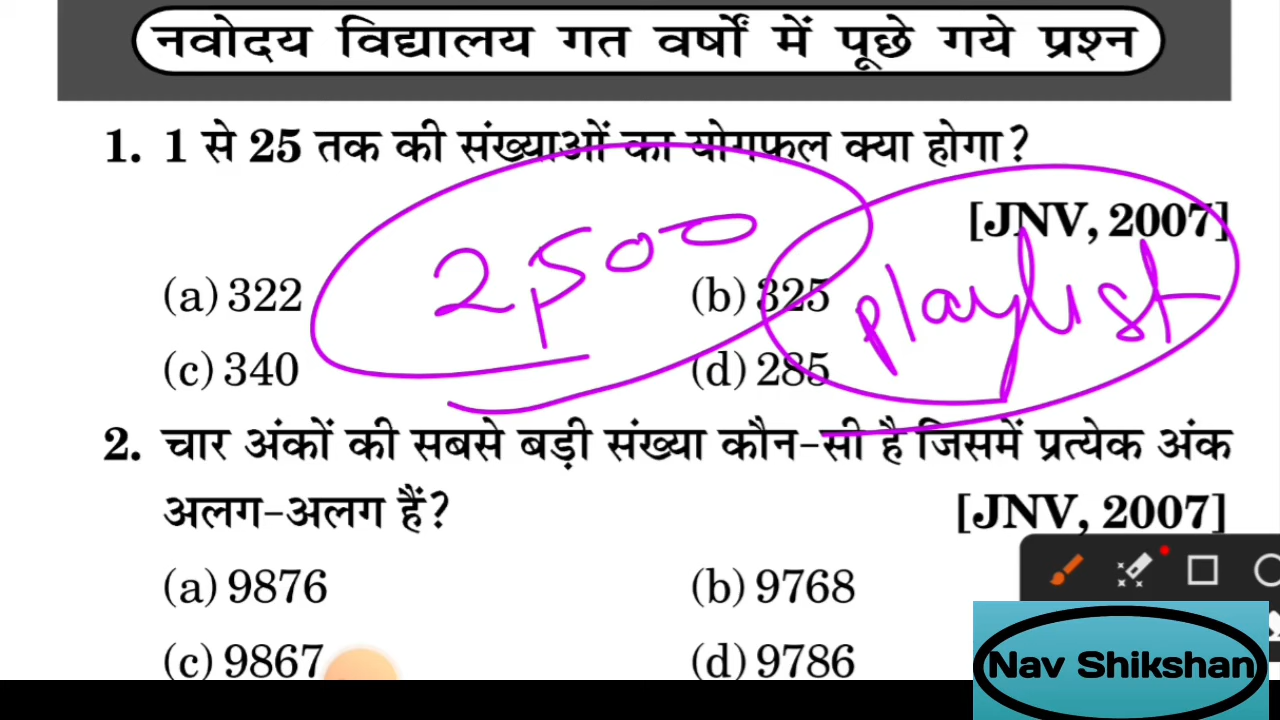 नवोदय विद्यालय गत वर्षों में पूछे गये प्रश्न
1. 1 से 25 तक की संख्याओं का योगफल क्या होगा?
[JNV, 2007]
2500
playlist
(a) 322 (b) 325
(c) 340 (d) 285
2. चार अंकों की सबसे बड़ी संख्या कौन-सी है जिसमें प्रत्येक अंक
अलग-अलग हैं? [JNV, 2007]
(a) 9876 (b) 9768
(c) 9867 (d) 9786
Nav Shikshan